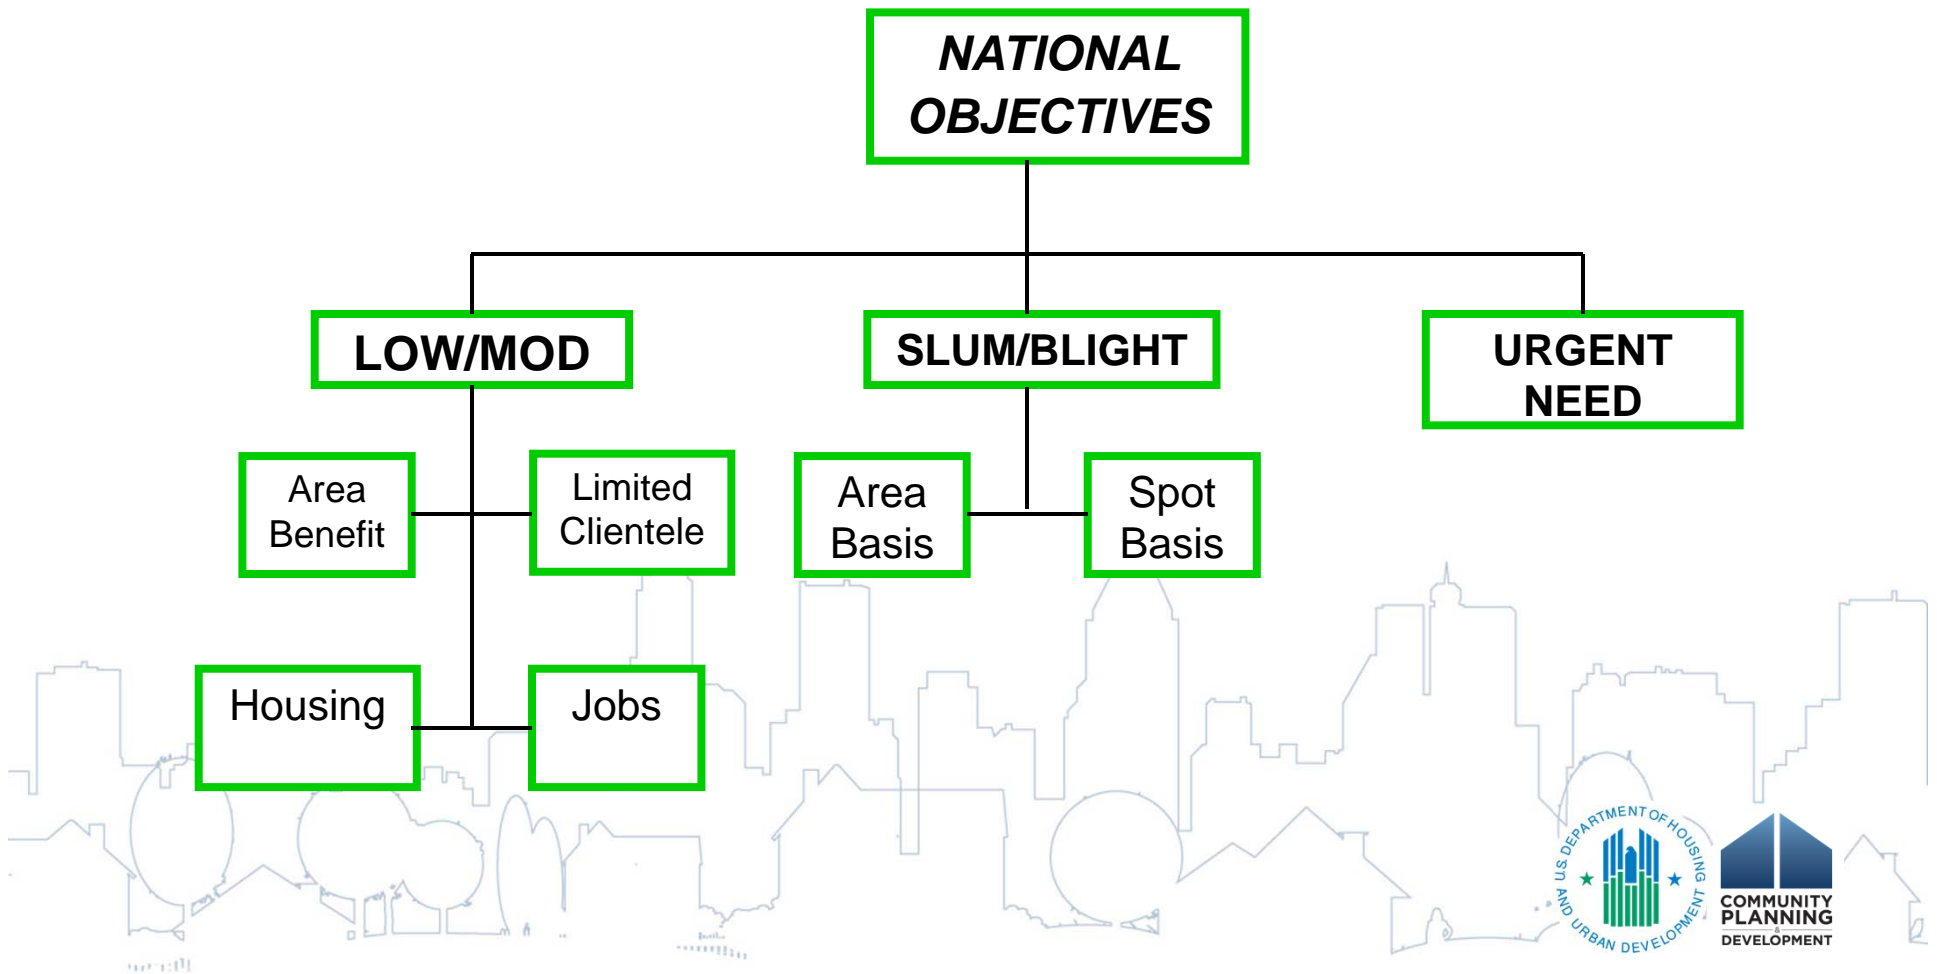 NATIONAL
OBJECTIVES
LOW/MOD
SLUM/BLIGHT
URGENT
NEED
Area
Benefit
Limited
Clientele
Area
Basis
Spot
Basis
Housing
Jobs
U.S. DEPARTMENT OF HOUSING
AND URBAN DEVELOPMENT
COMMUNITY
PLANNING
&
DEVELOPMENT